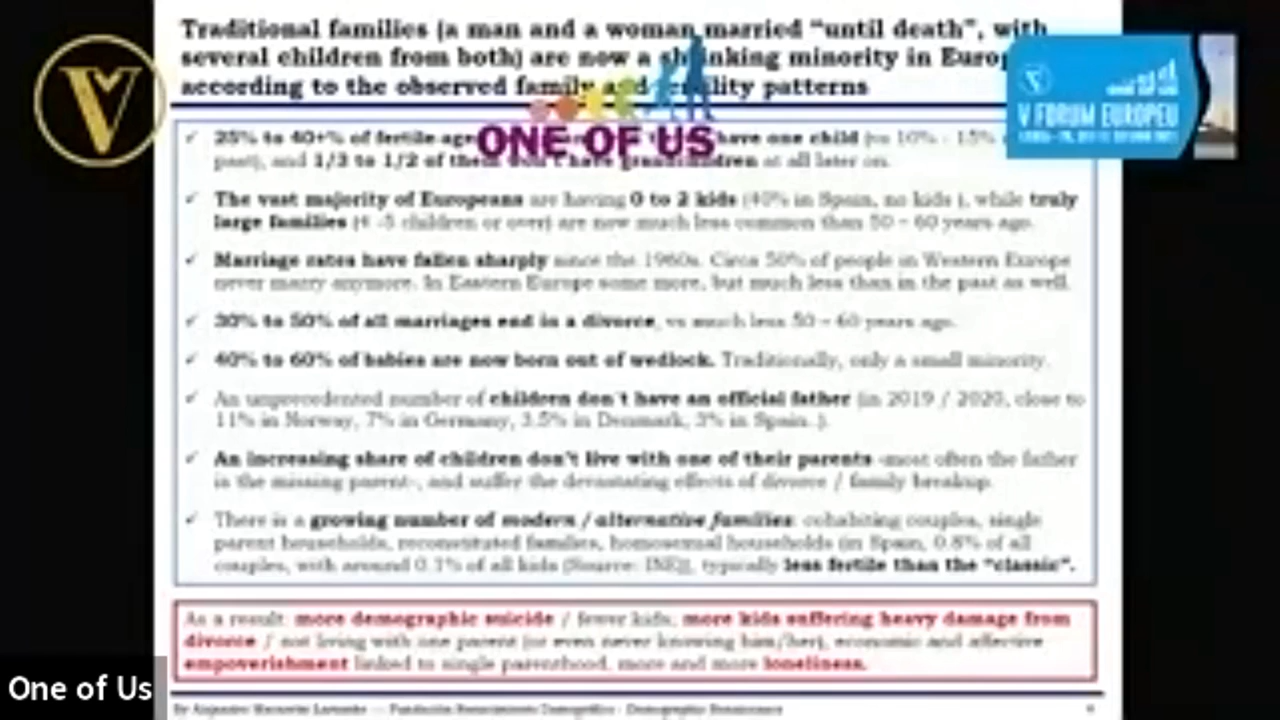 Traditional families (a man and a woman married “until death”, with
several children from both) are now a shrinking minority in Europe
according to the observed family and fertility patterns
V FORUM EUROPEU
ONE OF US
✓ 25% to 40+% of fertile-age have one child (vs 10% - 15%
past), and 1/3 to 1/2 of them won't have grandchildren at all later on.
✓ The vast majority of Europeans are having 0 to 2 kids (40% in Spain, no kids ), while truly
large families (4 -5 children or over) are now much less common than 50 – 60 years ago.
✓ Marriage rates have fallen sharply since the 1960s. Circa 50% of people in Western Europe
never marry anymore. In Eastern Europe some more, but much less than in the past as well.
✓ 30% to 50% of all marriages end in a divorce, vs much less 50 – 60 years ago.
✓ 40% to 60% of babies are now born out of wedlock. Traditionally, only a small minority.
✓ An unprecedented number of children don't have an official father (in 2019 / 2020, close to
11% in Norway, 7% in Germany, 3.5% in Denmark, 3% in Spain..).
✓ An increasing share of children don't live with one of their parents -most often the father
is the missing parent-, and suffer the devastating effects of divorce / family breakup.
✓ There is a growing number of modern / alternative families: cohabiting couples, single
parent households, reconstituted families, homosexual households (in Spain, 0.8% of all
couples, with around 0.1% of all kids (Source: INE)), typically less fertile than the “classic”.
As a result: more demographic suicide / fewer kids, more kids suffering heavy damage from
divorce / not living with one parent (or even never knowing him/her), economic and affective
empoverishment linked to single parenthood, more and more loneliness.
One of Us
By Alejandro Macarrón Larumbe — Fundación Renacimiento Demográfico - Demographic Renaissance